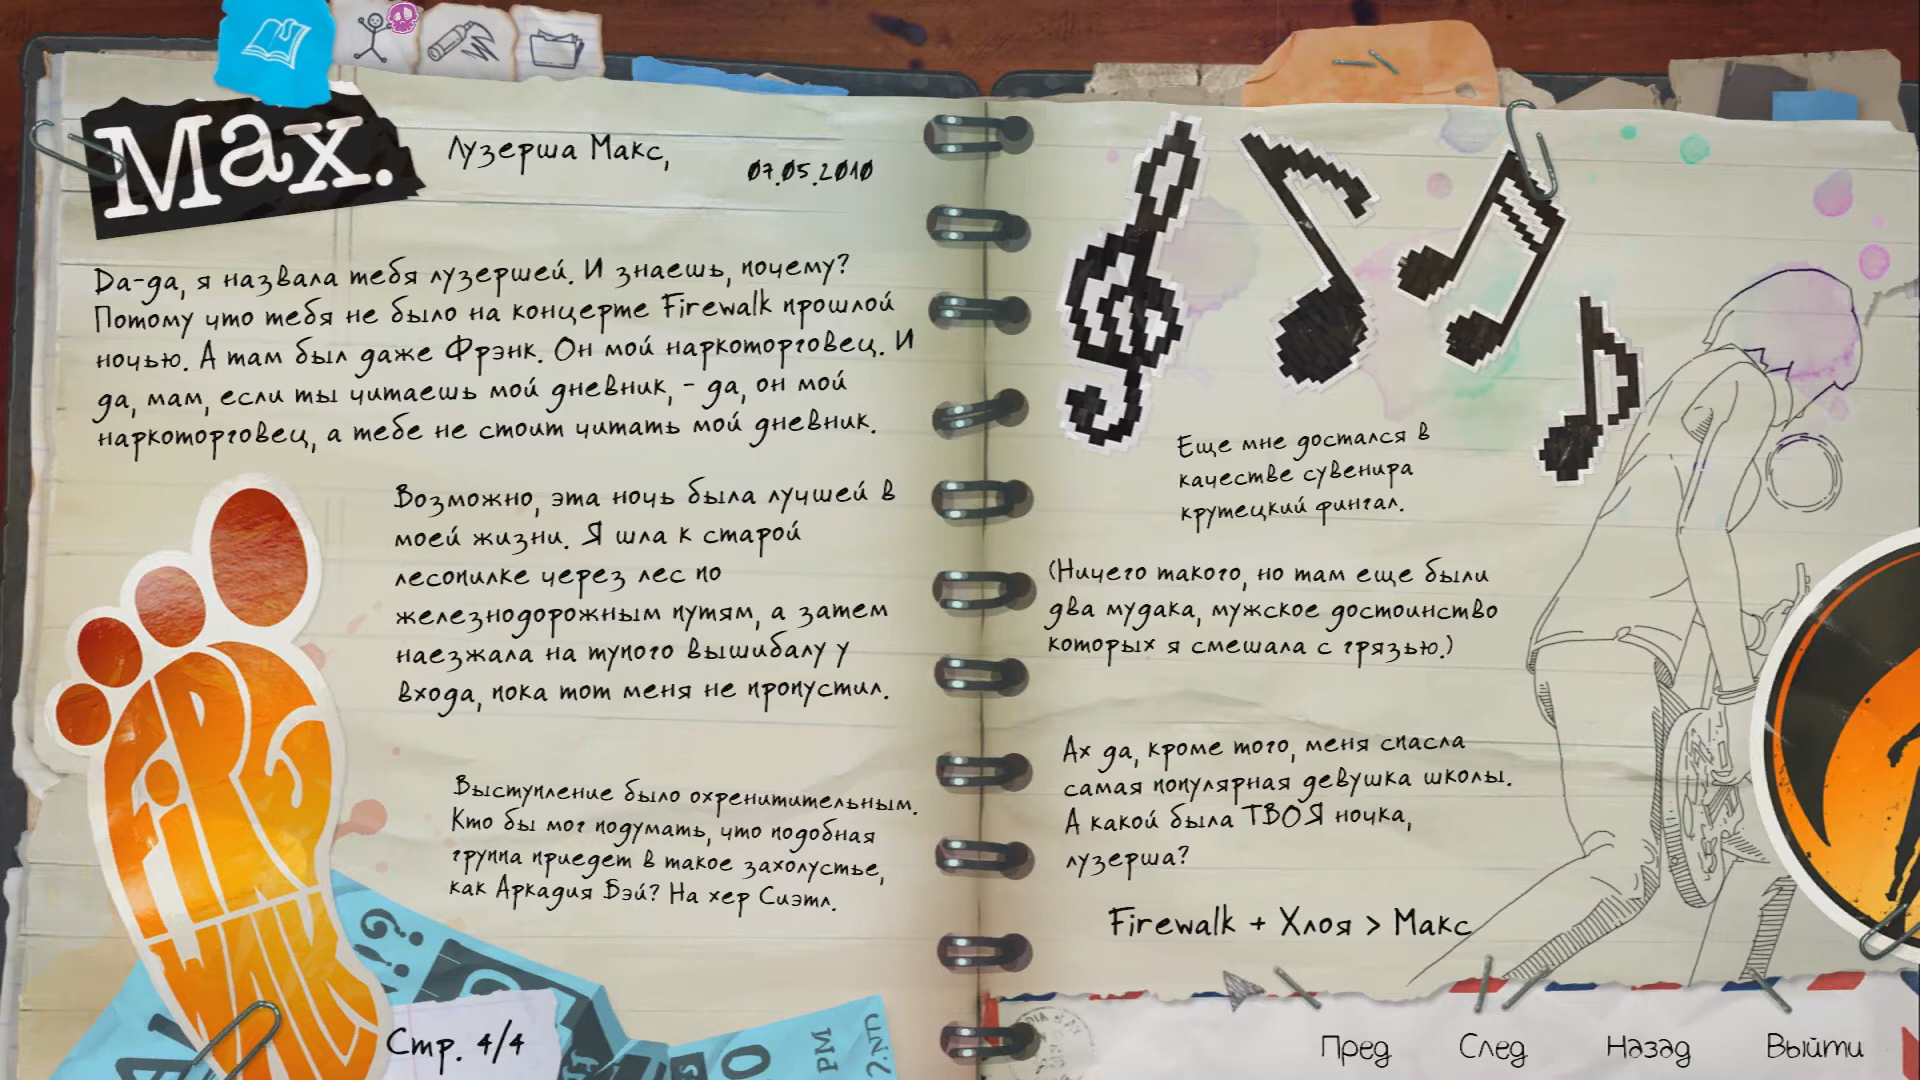 Max.
Лузерша Макс,
07.05.2010
Да-да, я назвала тебя лузершей. И знаешь, почему?
Потому что тебя не было на концерте Firewalk прошлой
ночью. А там был даже Фрэнк. Он мой наркоторговец. И
да, мам, если ты читаешь мой дневник, - да, он мой
наркоторговец, а тебе не стоит читать мой дневник.
Возможно, эта ночь была лучшей в
моей жизни. Я шла к старой
лесопилке через лес по
железнодорожным путям, а затем
наезжала на тупого вышибалу у
входа, пока тот меня не пропустил.
Выступление было охренитительным.
Кто бы мог подумать, что подобная
группа приедет в такое захолустье,
как Аркадия Бэй? На хер Сиэтл.
FIRE
WALK
PM
Стр. 4/4
Еще мне достался в
качестве сувенира
крутецкий фингал.
(Ничего такого, но там еще были
два мудака, мужское достоинство
которых я смешала с грязью.)
Ах да, кроме того, меня спасла
самая популярная девушка школы.
А какой была ТВОЯ ночка,
лузерша?
Firewalk + Хлоя > Макс
Пред След Назад Выйти